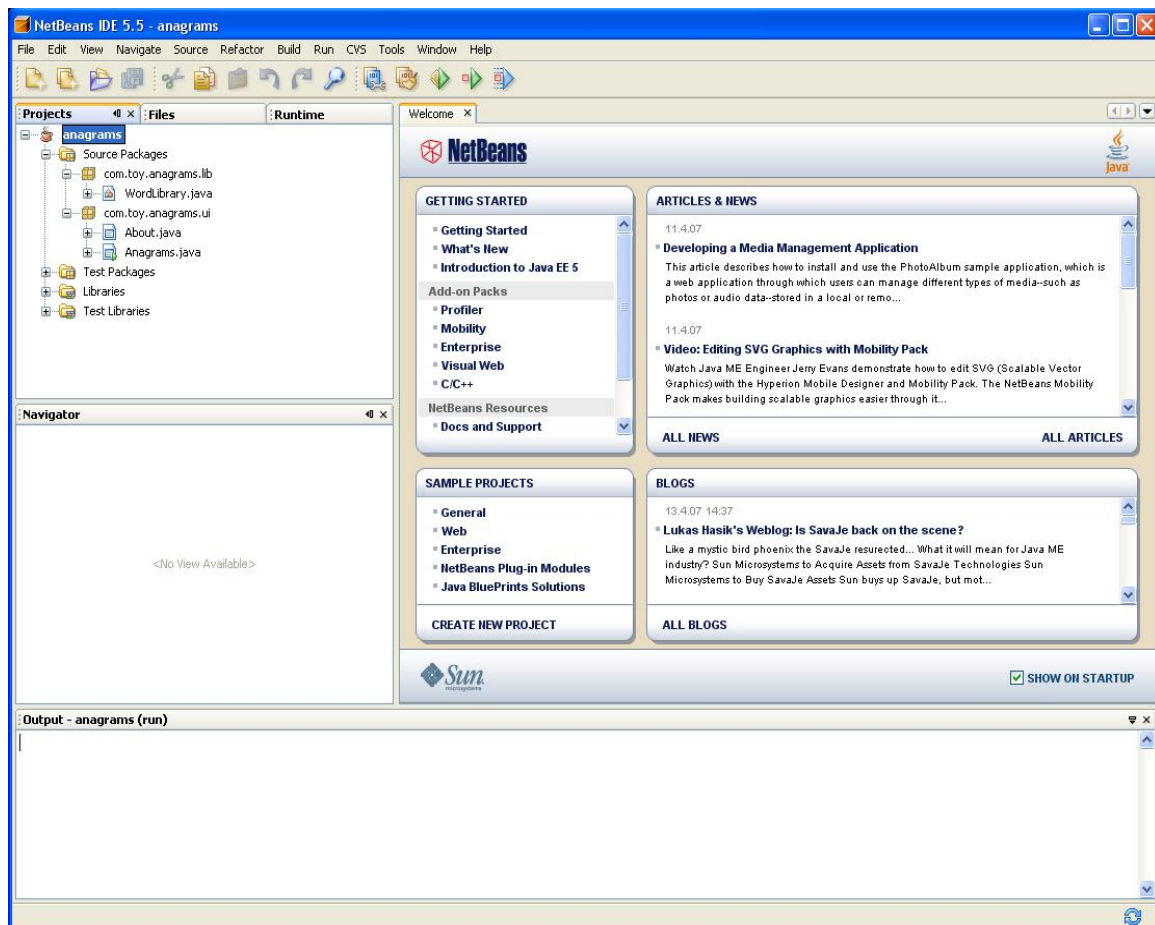 NetBeans IDE 5.5 - anagrams
File Edit View Navigate Source Refactor Build Run CVS Tools Window Help
Projects
Files
Runtime
anagrams
Source Packages
com.toy.anagrams.lib
WordLibrary.java
com.toy.anagrams.ui
About.java
Anagrams.java
Test Packages
Libraries
Test Libraries
Navigator
<No View Available>
Welcome
NetBeans
Java
GETTING STARTED
Getting Started
What's New
Introduction to Java EE 5
Add-on Packs
Profiler
Mobility
Enterprise
Visual Web
C/C++
NetBeans Resources
Docs and Support
ARTICLES & NEWS
11.4.07
Developing a Media Management Application
This article describes how to install and use the PhotoAlbum sample application, which is
a web application through which users can manage different types of media--such as
photos or audio data--stored in a local or remo...
11.4.07
Video: Editing SVG Graphics with Mobility Pack
Watch Java ME Engineer Jerry Evans demonstrate how to edit SVG (Scalable Vector
Graphics) with the Hyperion Mobile Designer and Mobility Pack. The NetBeans Mobility
Pack makes building scalable graphics easier through it...
ALL NEWS
ALL ARTICLES
SAMPLE PROJECTS
General
Web
Enterprise
NetBeans Plug-in Modules
Java BluePrints Solutions
CREATE NEW PROJECT
BLOGS
13.4.07 14:37
Lukas Hasik's Weblog: Is SavaJe back on the scene?
Like a mystic bird phoenix the SavaJe resurected... What it will mean for Java ME
industry? Sun Microsystems to Acquire Assets from SavaJe Technologies Sun
Microsystems to Buy SavaJe Assets Sun buys up SavaJe, but mot...
ALL BLOGS
Sun
microsystems
SHOW ON STARTUP
Output - anagrams (run)